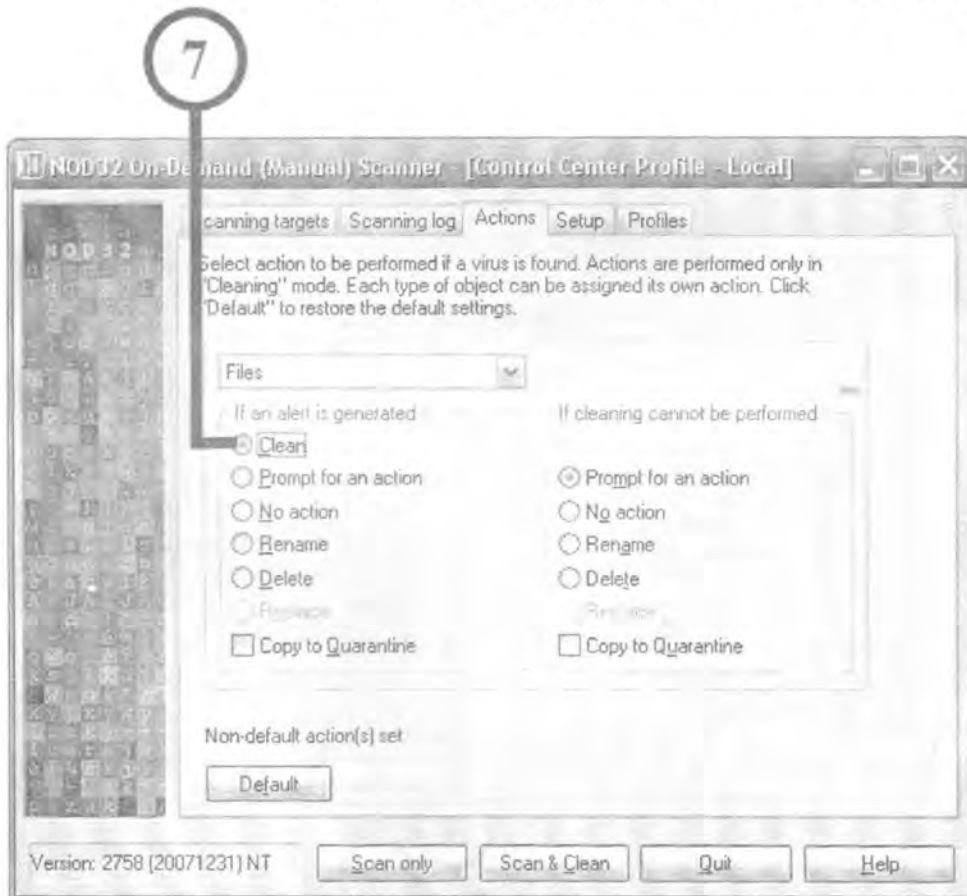 7
NOD32 On-Demand (Manual) Scanner - [Control Center Profile - Local]
canning targets Scanning log Actions Setup Profiles
NOD32
Select action to be performed if a virus is found. Actions are performed only in
"Cleaning" mode. Each type of object can be assigned its own action. Click
"Default" to restore the default settings.
Files
If an alert is generated If cleaning cannot be performed
Clean
Prompt for an action Prompt for an action
No action No action
Rename Rename
Delete Delete
Replace Replace
Copy to Quarantine Copy to Quarantine
Non-default action(s) set
Default
Version: 2758 (20071231) NT Scan only Scan & Clean Quit Help